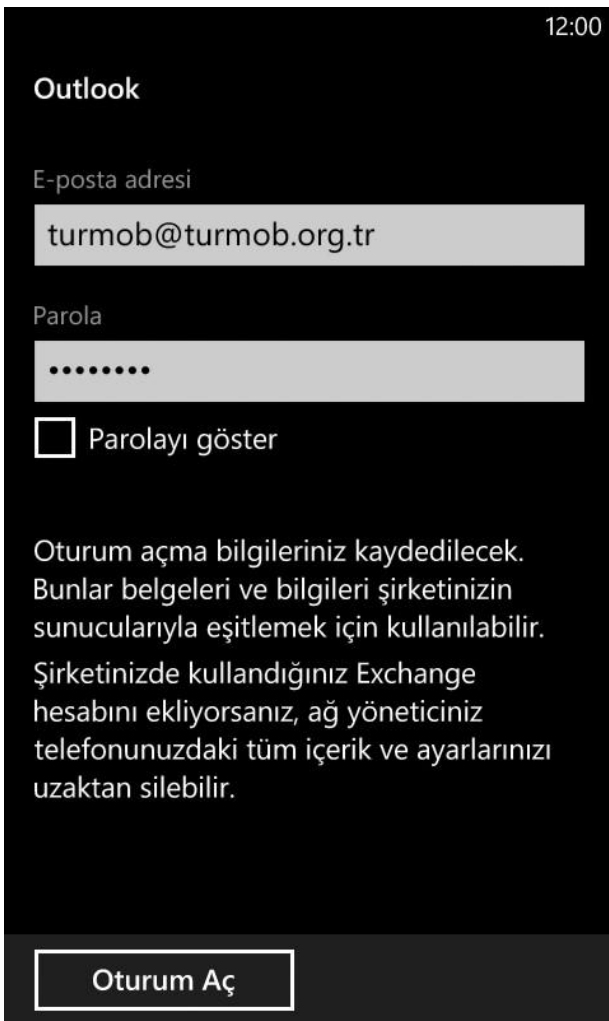 12:00
Outlook
E-posta adresi
turmob@turmob.org.tr
Parola
••••••••
Parolayı göster
Oturum açma bilgileriniz kaydedilecek.
Bunlar belgeleri ve bilgileri şirketinizin
sunucularıyla eşitlemek için kullanılabilir.
Şirketinizde kullandığınız Exchange
hesabını ekliyorsanız, ağ yöneticiniz
telefonunuzdaki tüm içerik ve ayarlarınızı
uzaktan silebilir.
Oturum Aç